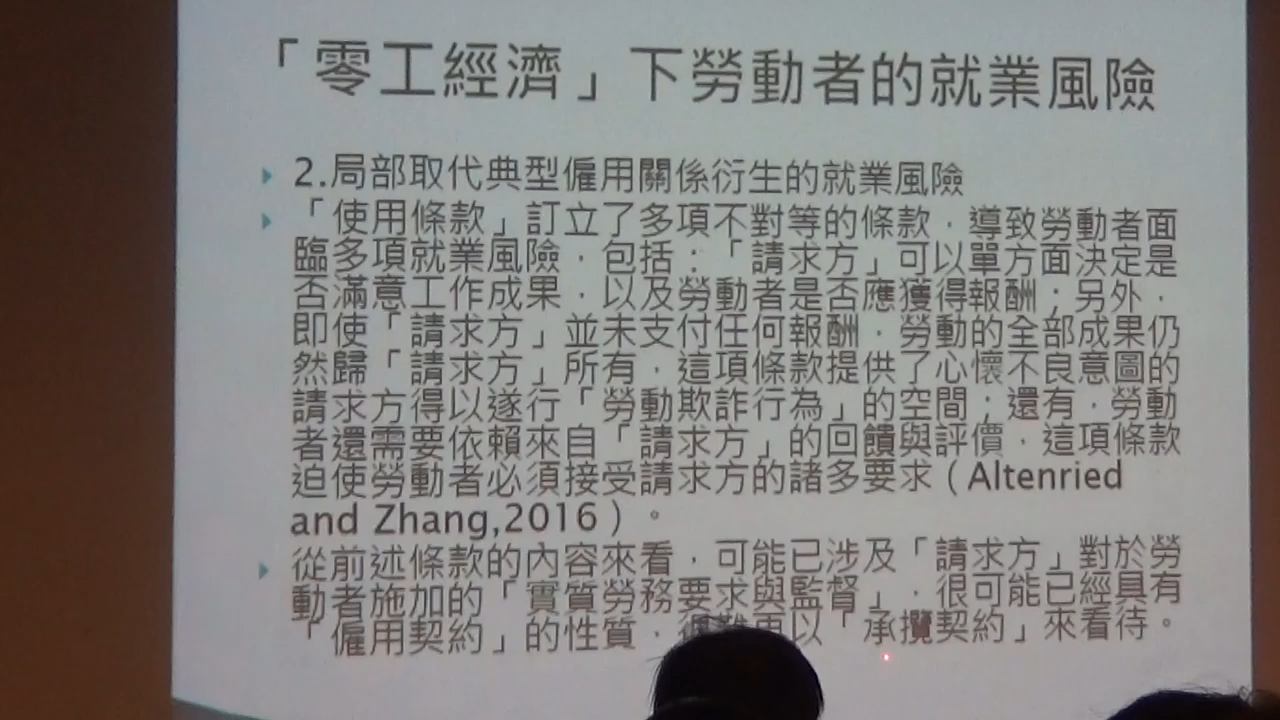 「零工經濟」下勞動者的就業風險
2.局部取代典型僱用關係衍生的就業風險
「使用條款」訂立了多項不對等的條款，導致勞動者面
臨多項就業風險，包括：「請求方」可以單方面決定是
否滿意工作成果，以及勞動者是否應獲得報酬；另外，
即使「請求方」並未支付任何報酬，勞動的全部成果仍
然歸「請求方」所有，這項條款提供了心懷不良意圖的
請求方得以遂行「勞動欺詐行為」的空間；還有，勞動
者還需要依賴來自「請求方」的回饋與評價，這項條款
迫使勞動者必須接受請求方的諸多要求（Altenried
and Zhang,2016）。
從前述條款的內容來看，可能已涉及「請求方」對於勞
動者施加的「實質勞務要求與監督」，很可能已經具有
「僱用契約」的性質，很難再以「承攬契約」來看待。